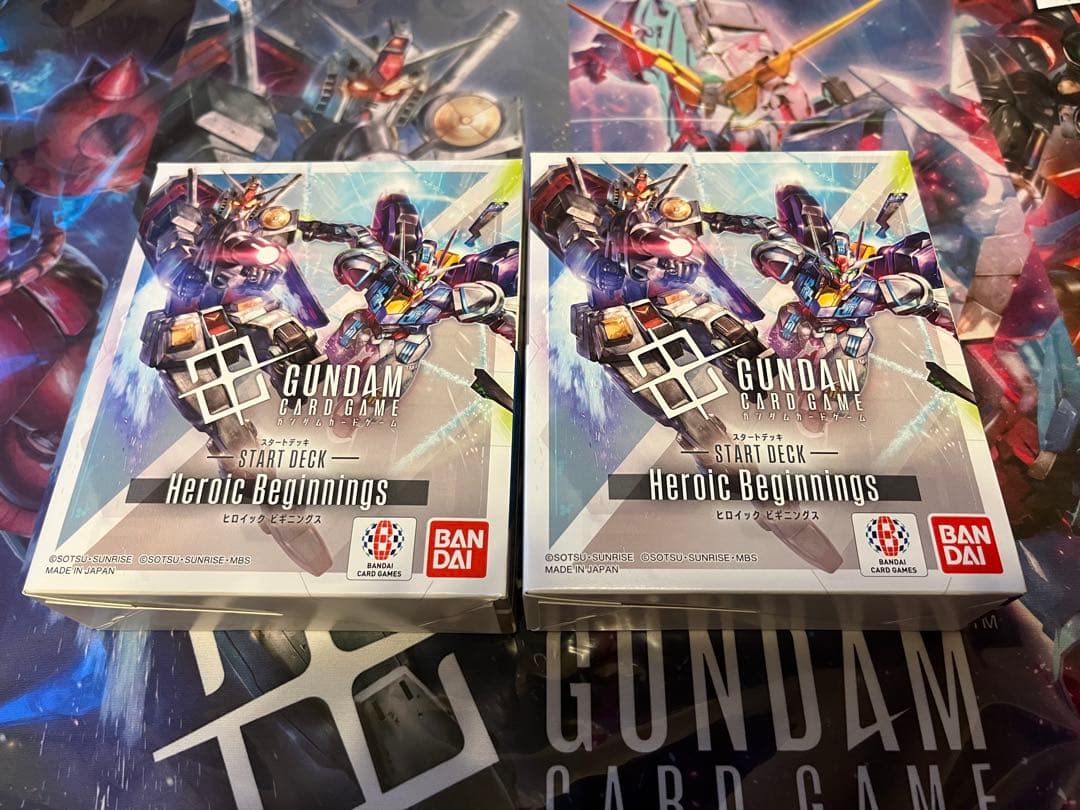 GUNDAM
CARD GAME
ガンダムカードゲーム
スタートデッキ
START DECK
Heroic Beginnings
ヒロイック ビギニングス
©SOTSU・SUNRISE ©SOTSU・SUNRISE・MBS
MADE IN JAPAN
BANDAI
CARD GAMES
BAN
DAI
GUNDAM
CARD GAME
ガンダムカードゲーム
スタートデッキ
START DECK
Heroic Beginnings
ヒロイック ビギニングス
©SOTSU・SUNRISE ©SOTSU・SUNRISE・MBS
MADE IN JAPAN
BANDAI
CARD GAMES
BAN
DAI
GUNDAM TM
CARD GAME